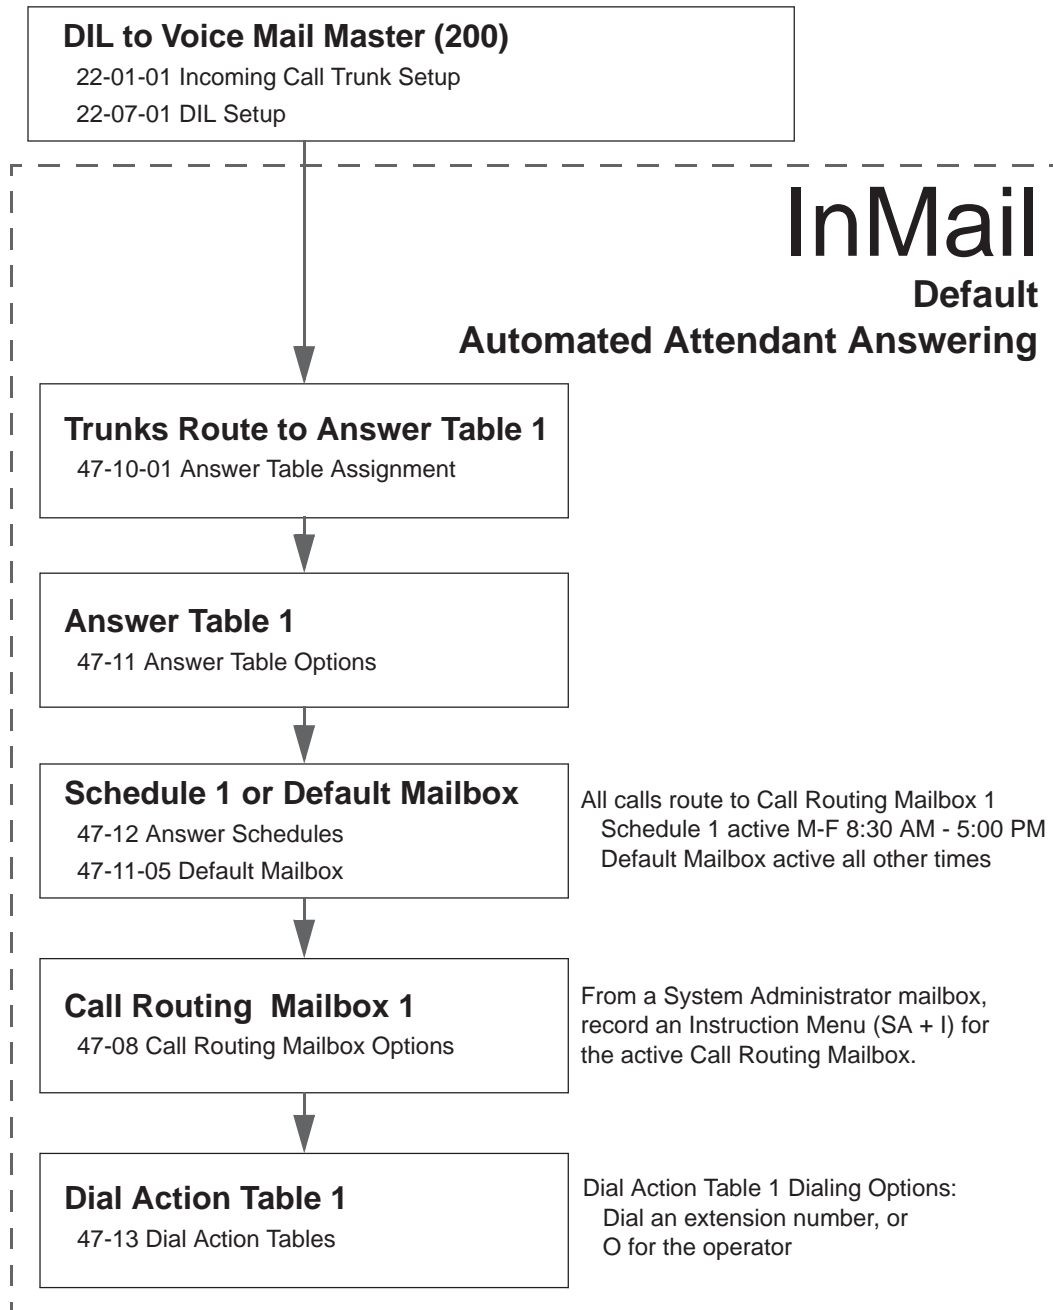 DIL to Voice Mail Master (200)
22-01-01 Incoming Call Trunk Setup
22-07-01 DIL Setup
InMail
Default
Automated Attendant Answering
Trunks Route to Answer Table 1
47-10-01 Answer Table Assignment
Answer Table 1
47-11 Answer Table Options
Schedule 1 or Default Mailbox
47-12 Answer Schedules
47-11-05 Default Mailbox
All calls route to Call Routing Mailbox 1
Schedule 1 active M-F 8:30 AM - 5:00 PM
Default Mailbox active all other times
Call Routing Mailbox 1
47-08 Call Routing Mailbox Options
From a System Administrator mailbox,
record an Instruction Menu (SA + I) for
the active Call Routing Mailbox.
Dial Action Table 1
47-13 Dial Action Tables
Dial Action Table 1 Dialing Options:
Dial an extension number, or
O for the operator